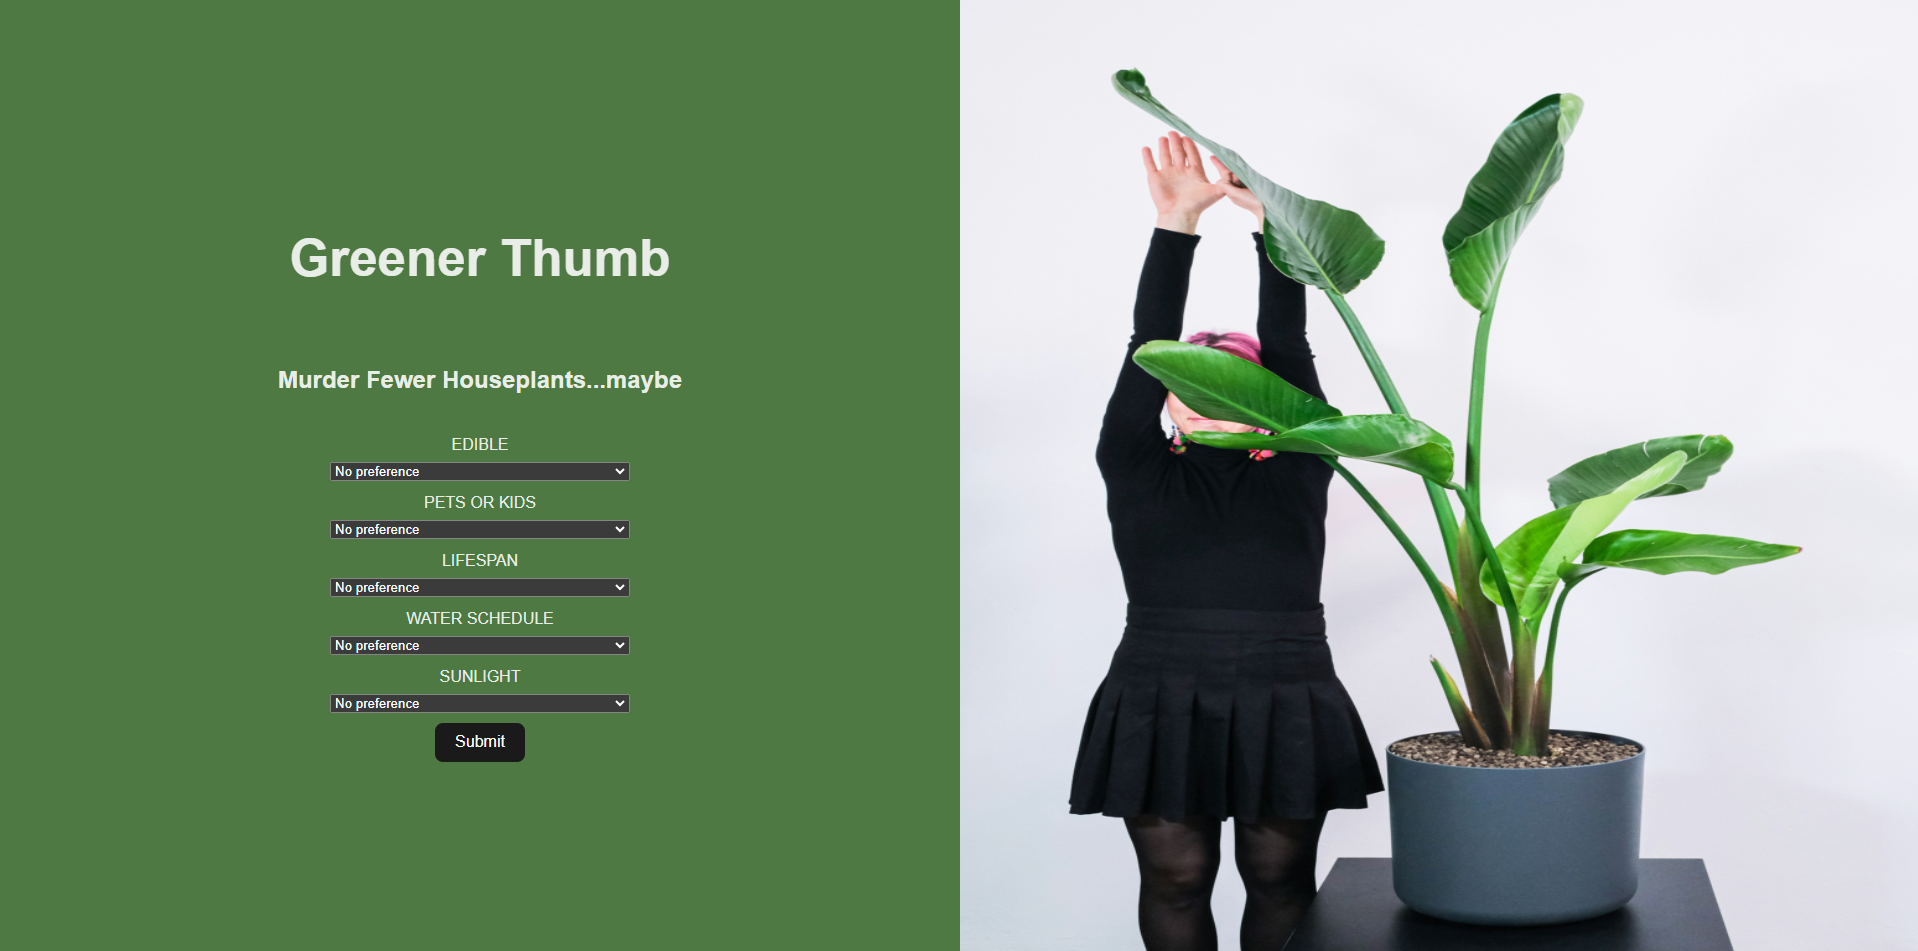 Greener Thumb
Murder Fewer Houseplants...maybe
EDIBLE
No preference
PETS OR KIDS
No preference
LIFESPAN
No preference
WATER SCHEDULE
No preference
SUNLIGHT
No preference
Submit